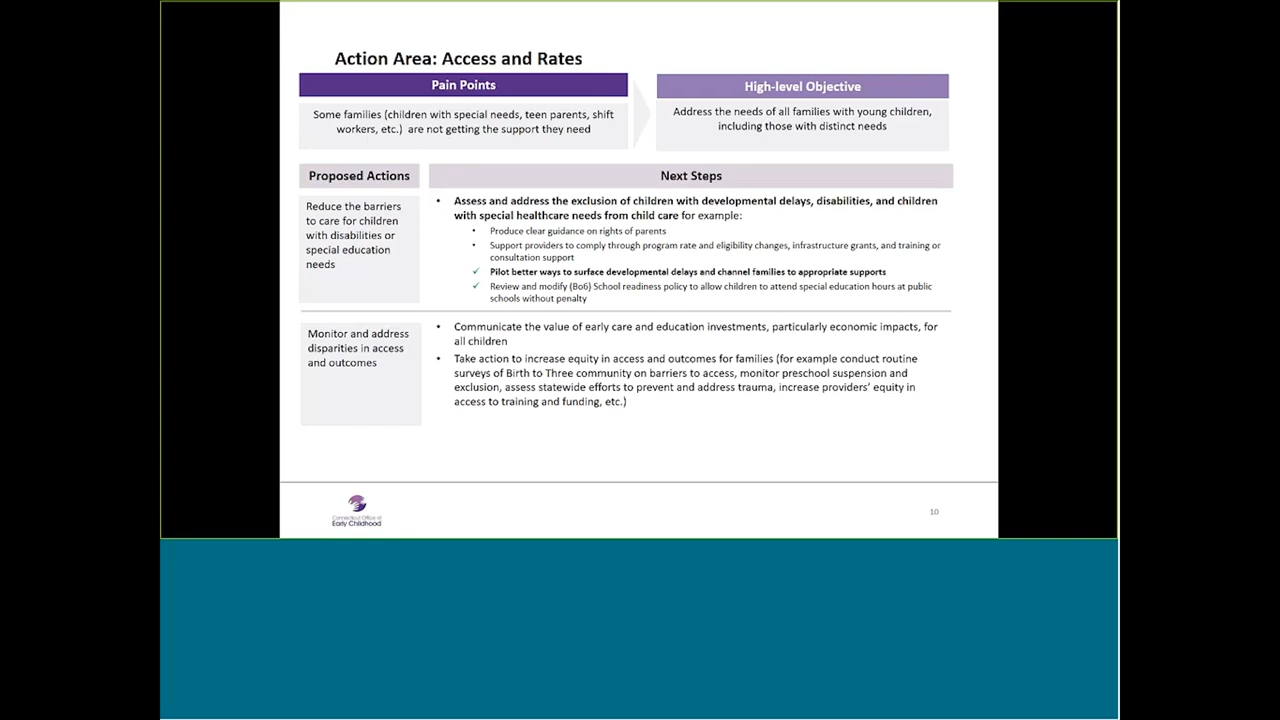 Action Area: Access and Rates
Pain Points
Some families (children with special needs, teen parents, shift
workers, etc.) are not getting the support they need
High-level Objective
Address the needs of all families with young children,
including those with distinct needs
Proposed Actions
Next Steps
Reduce the barriers
to care for children
with disabilities or
special education
needs
• Assess and address the exclusion of children with developmental delays, disabilities, and children
with special healthcare needs from child care for example:
• Produce clear guidance on rights of parents
• Support providers to comply through program rate and eligibility changes, infrastructure grants, and training or
consultation support
✓ Pilot better ways to surface developmental delays and channel families to appropriate supports
✓ Review and modify (Bo6) School readiness policy to allow children to attend special education hours at public
schools without penalty
Monitor and address
disparities in access
and outcomes
• Communicate the value of early care and education investments, particularly economic impacts, for
all children
• Take action to increase equity in access and outcomes for families (for example conduct routine
surveys of Birth to Three community on barriers to access, monitor preschool suspension and
exclusion, assess statewide efforts to prevent and address trauma, increase providers’ equity in
access to training and funding, etc.)
Connecticut Office of
Early Childhood
10